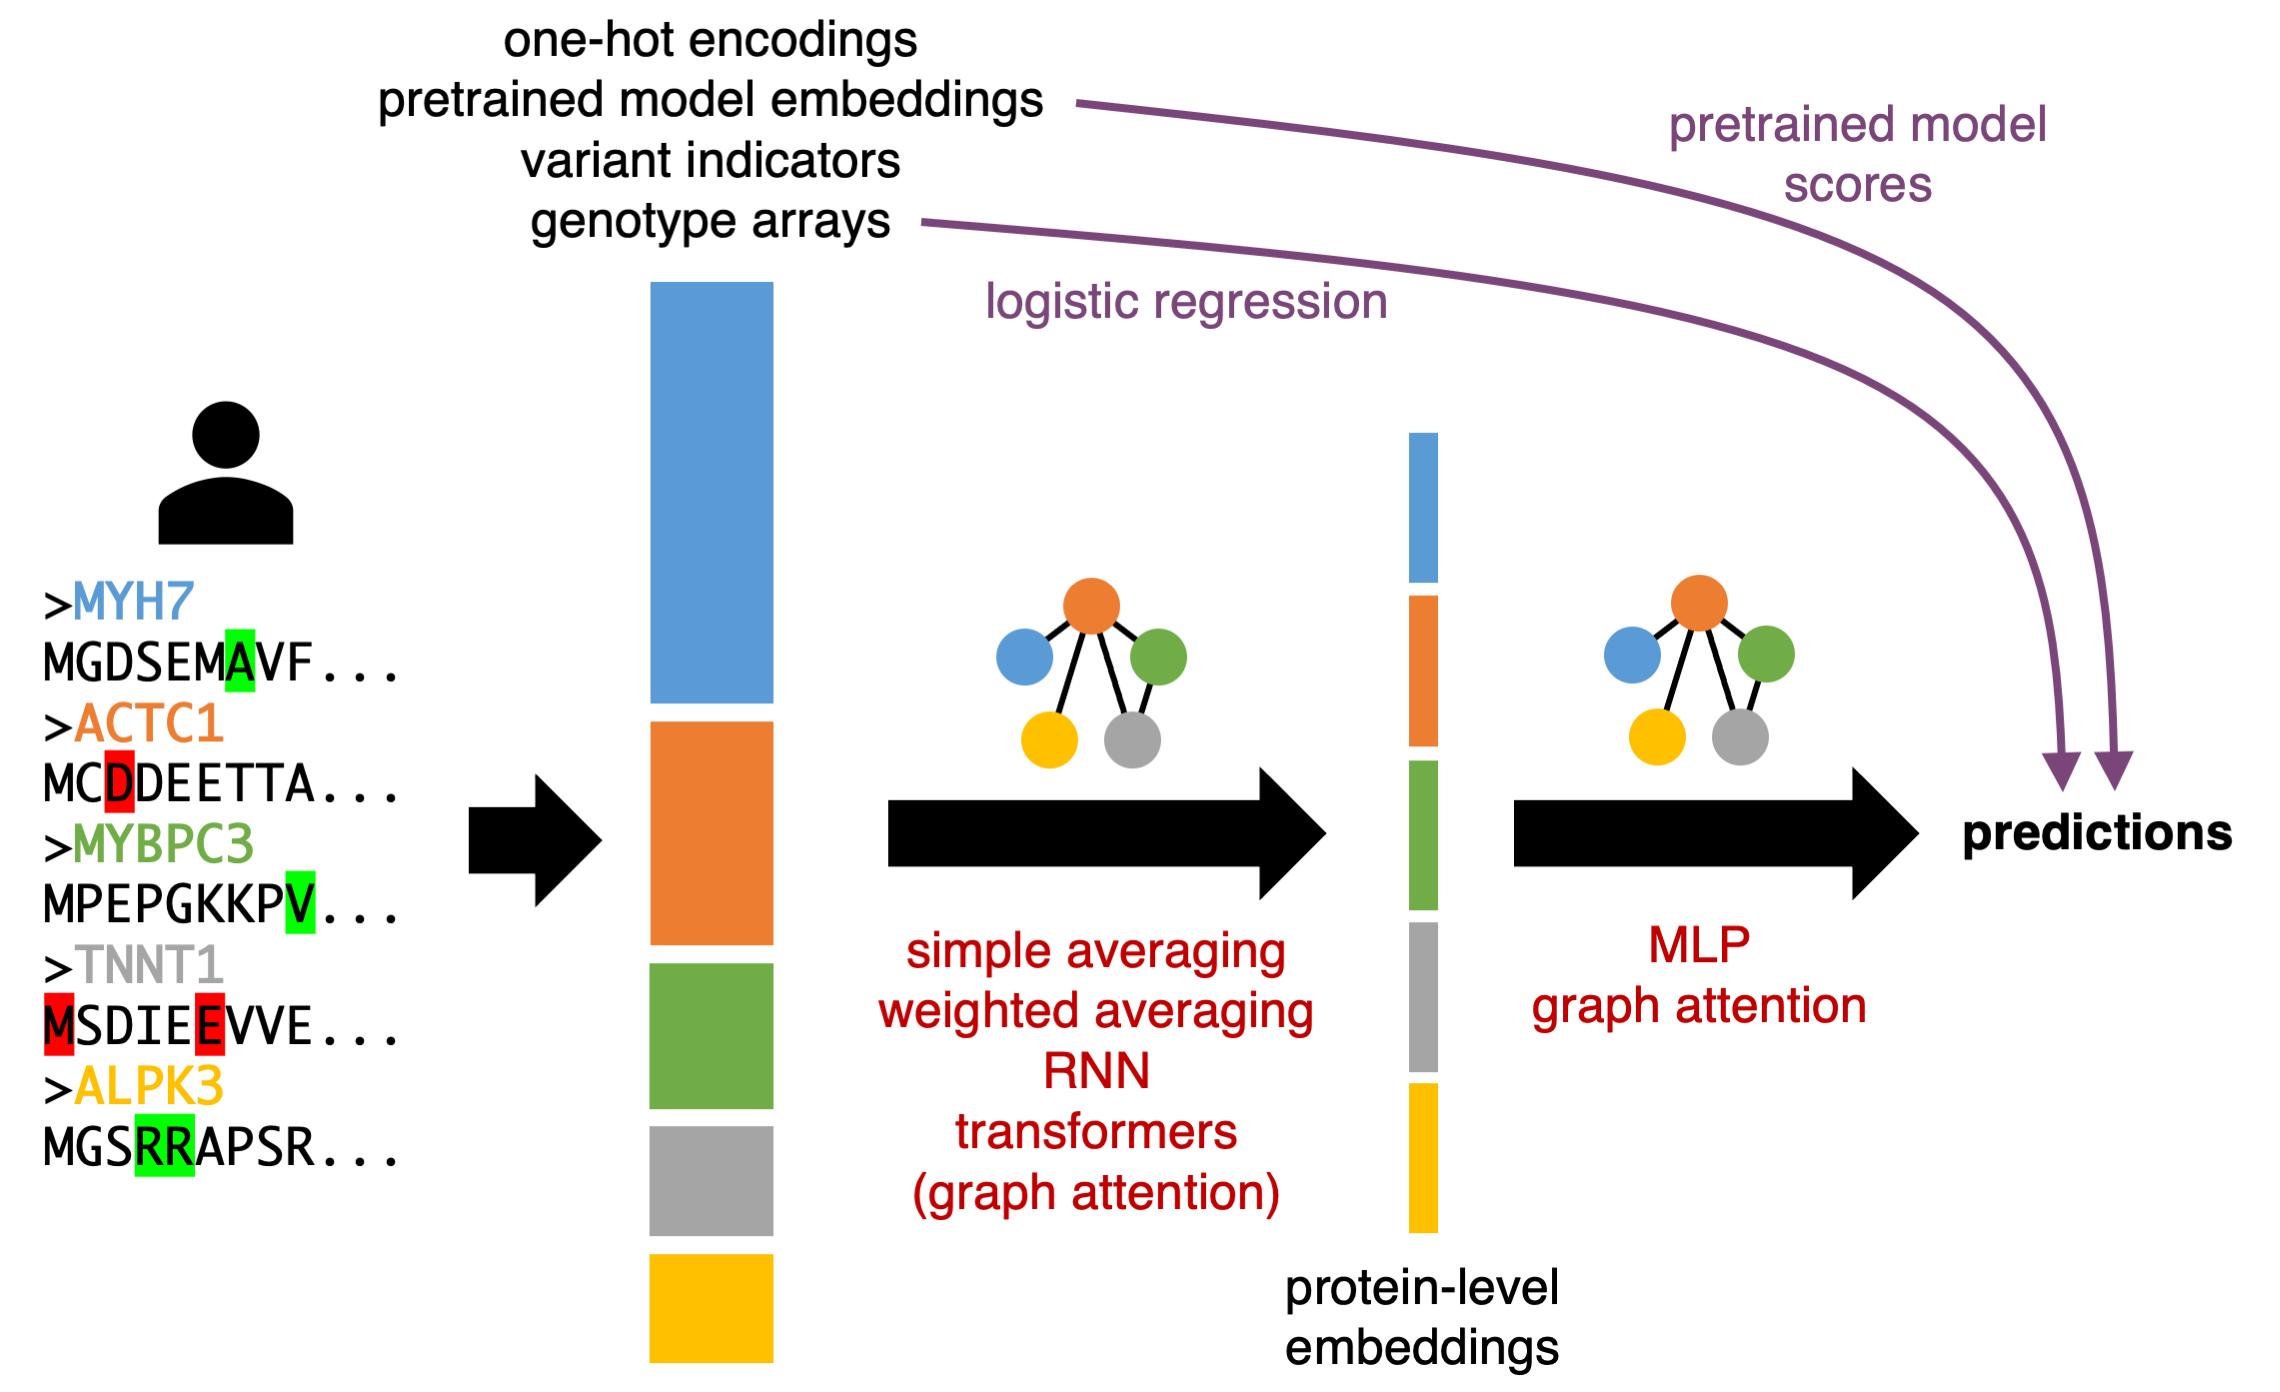 one-hot encodings
pretrained model embeddings
variant indicators
genotype arrays
pretrained model
scores
logistic regression
>MYH7
MGDSEMAVF...
>ACTC1
MCDDEETTA...
>MYBPC3
MPEPGKKPV...
>TNNT1
MSDIEEVVE...
>ALPK3
MGSRRAPSR...
simple averaging
weighted averaging
RNN
transformers
(graph attention)
protein-level
embeddings
MLP
graph attention
predictions